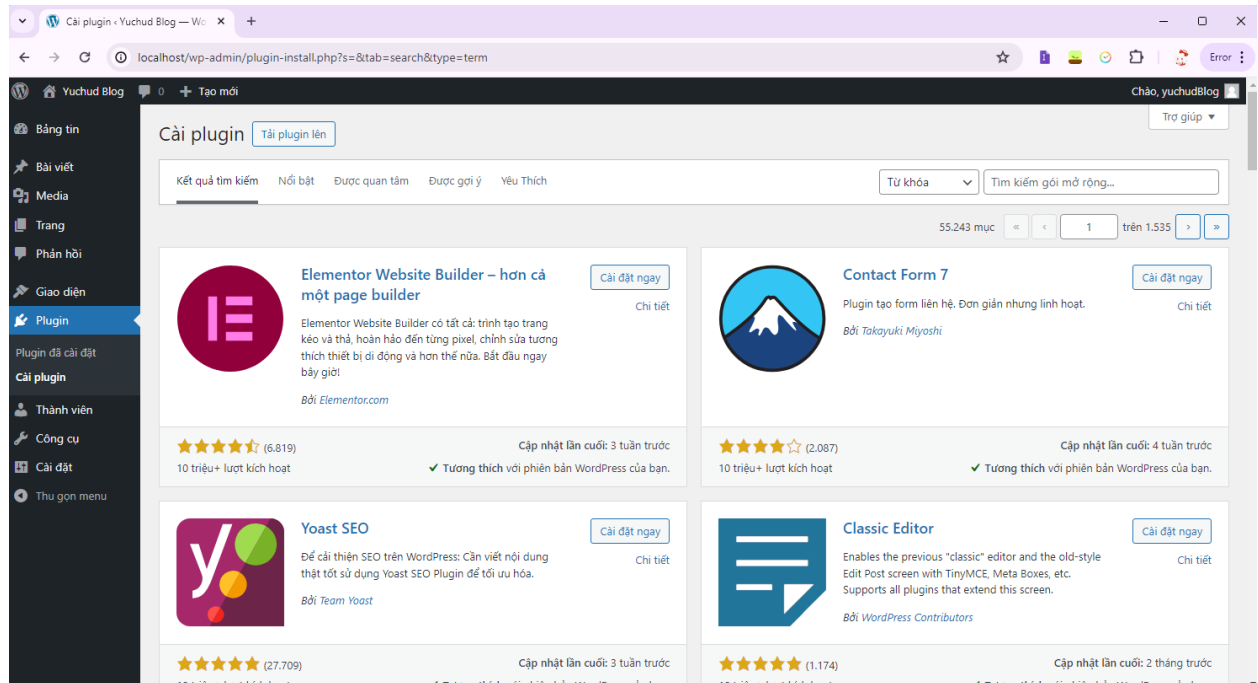 Cài plugin ‹ Yuchud Blog — Wo
localhost/wp-admin/plugin-install.php?s=&tab=search&type=term
Error
Yuchud Blog 0 Tạo mới
Chào, yuchudBlog
Bảng tin
Bài viết
Media
Trang
Phản hồi
Giao diện
Plugin
Plugin đã cài đặt
Cài plugin
Thành viên
Công cụ
Cài đặt
Thu gọn menu
Trợ giúp
Cài plugin Tải plugin lên
Kết quả tìm kiếm Nổi bật Được quan tâm Được gợi ý Yêu Thích
Từ khóa Tìm kiếm gói mở rộng...
55.243 mục « ‹ 1 trên 1.535 › »
Elementor Website Builder – hơn cả
một page builder
Cài đặt ngay
Chi tiết
Elementor Website Builder có tất cả: trình tạo trang
kéo và thả, hoàn hảo đến từng pixel, chỉnh sửa tương
thích thiết bị di động và hơn thế nữa. Bắt đầu ngay
bây giờ!
Bởi Elementor.com
(6.819)
Cập nhật lần cuối: 3 tuần trước
10 triệu+ lượt kích hoạt
Tương thích với phiên bản WordPress của bạn.
Contact Form 7
Cài đặt ngay
Chi tiết
Plugin tạo form liên hệ. Đơn giản nhưng linh hoạt.
Bởi Takayuki Miyoshi
(2.087)
Cập nhật lần cuối: 4 tuần trước
10 triệu+ lượt kích hoạt
Tương thích với phiên bản WordPress của bạn.
Yoast SEO
Cài đặt ngay
Chi tiết
Để cải thiện SEO trên WordPress: Cần viết nội dung
thật tốt sử dụng Yoast SEO Plugin để tối ưu hóa.
Bởi Team Yoast
(27.709)
Cập nhật lần cuối: 3 tuần trước
Classic Editor
Cài đặt ngay
Chi tiết
Enables the previous "classic" editor and the old-style
Edit Post screen with TinyMCE, Meta Boxes, etc.
Supports all plugins that extend this screen.
Bởi WordPress Contributors
(1.174)
Cập nhật lần cuối: 2 tháng trước